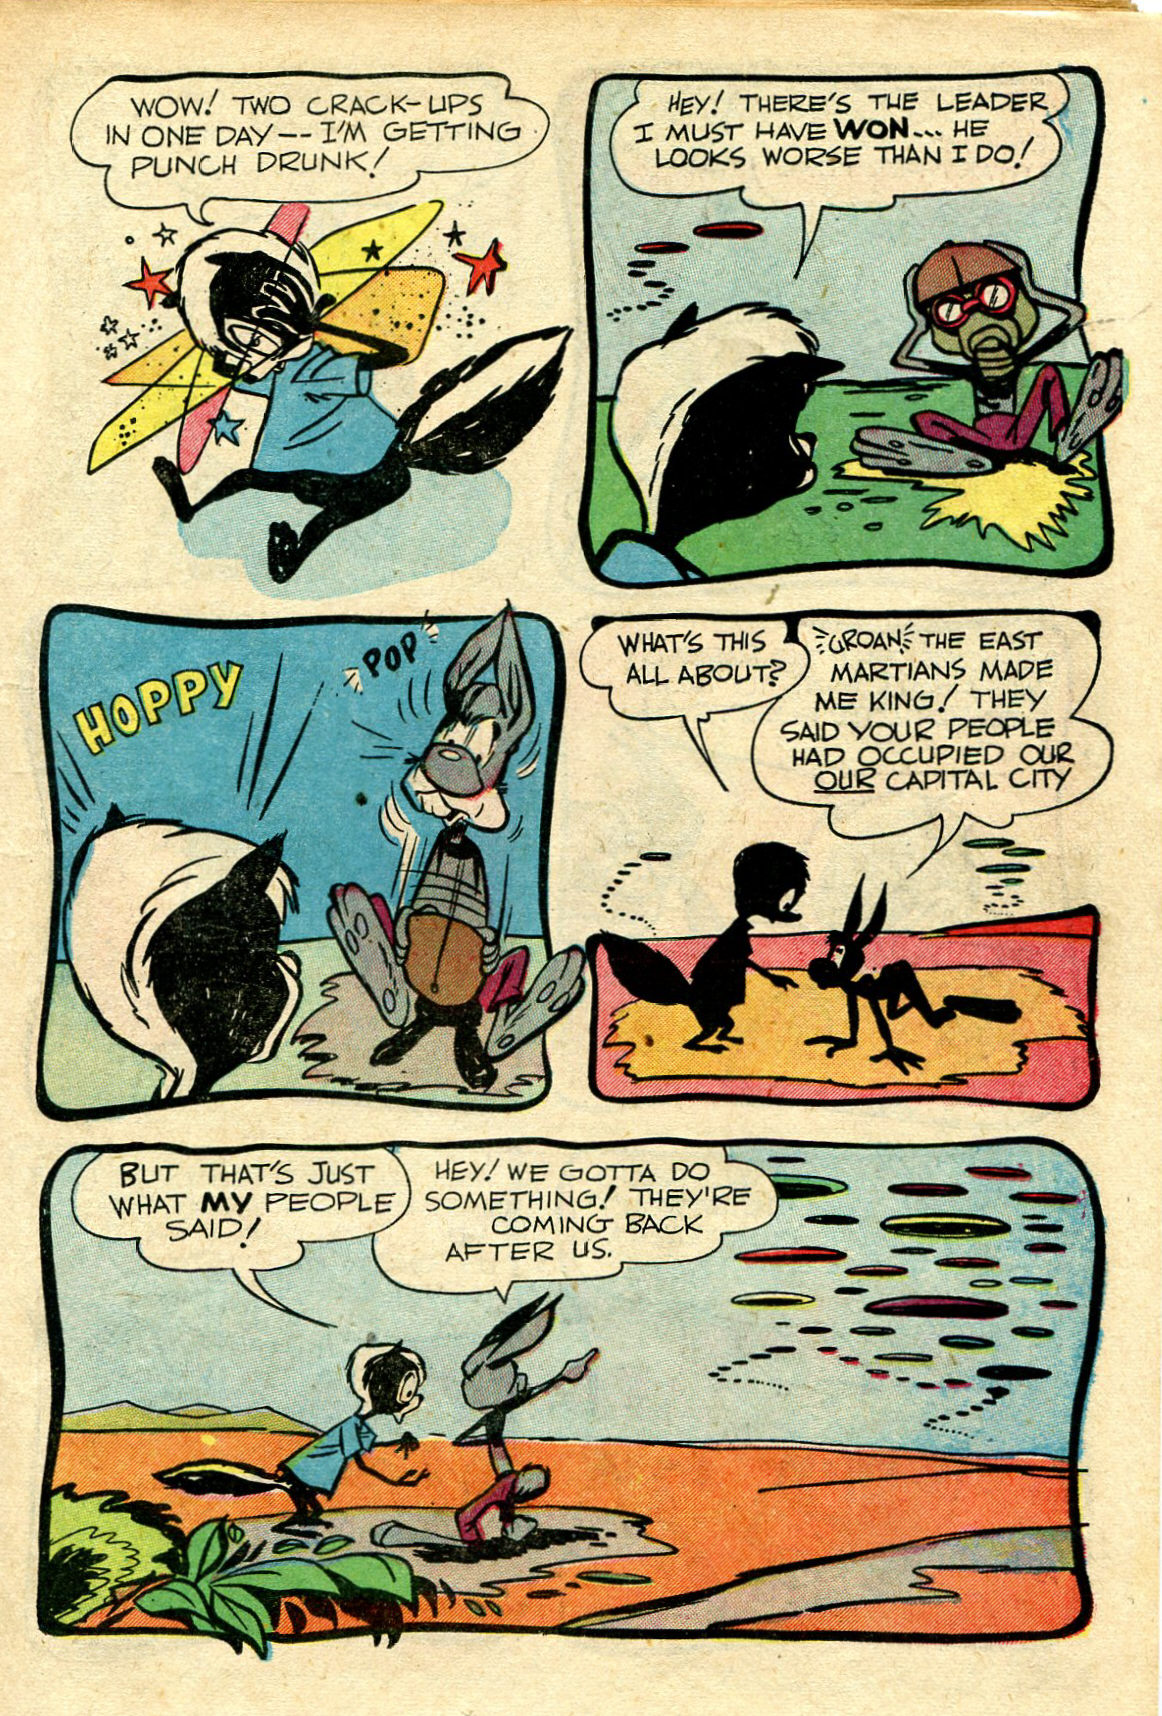 WOW! TWO CRACK-UPS
IN ONE DAY -- I'M GETTING
PUNCH DRUNK!
HEY! THERE'S THE LEADER
I MUST HAVE WON... HE
LOOKS WORSE THAN I DO!
HOPPY
POP
WHAT'S THIS
ALL ABOUT?
GROAN THE EAST
MARTIANS MADE
ME KING! THEY
SAID YOUR PEOPLE
HAD OCCUPIED OUR
OUR CAPITAL CITY
BUT THAT'S JUST
WHAT MY PEOPLE
SAID!
HEY! WE GOTTA DO
SOMETHING! THEY'RE
COMING BACK
AFTER US.